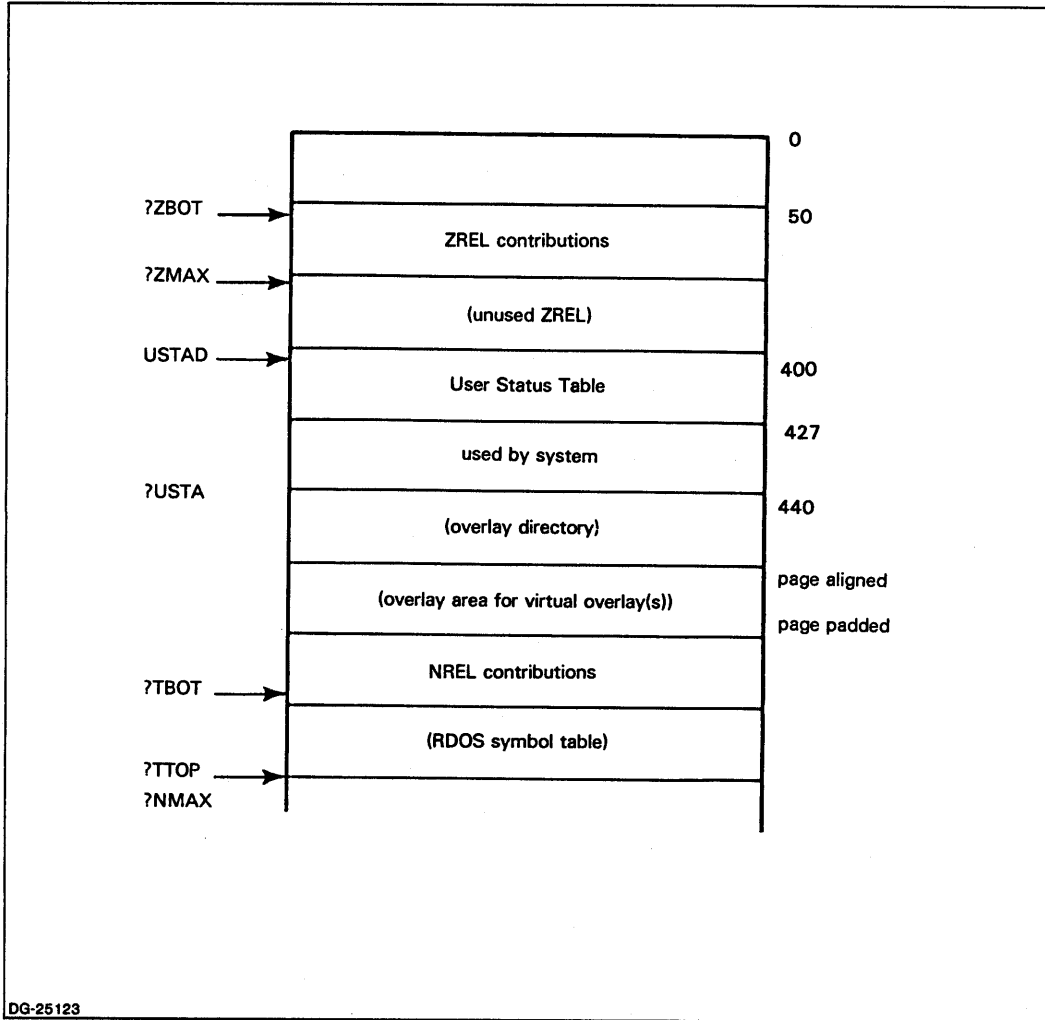 0
?ZBOT
50
ZREL contributions
?ZMAX
(unused ZREL)
USTAD
400
User Status Table
427
used by system
?USTA
440
(overlay directory)
page aligned
(overlay area for virtual overlay(s))
page padded
NREL contributions
?TBOT
(RDOS symbol table)
?TTOP
?NMAX
DG-25123